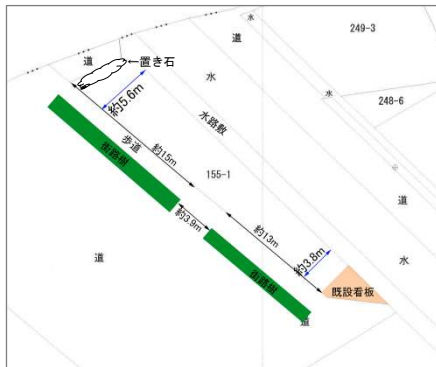 249-3
水
道
道
←置き石
水
水
248-6
約5.6m
水路敷
歩道
約15m
街路樹
155-1
道
約3.9m
約13m
道
約3.8m
水
街路樹
既設看板
道